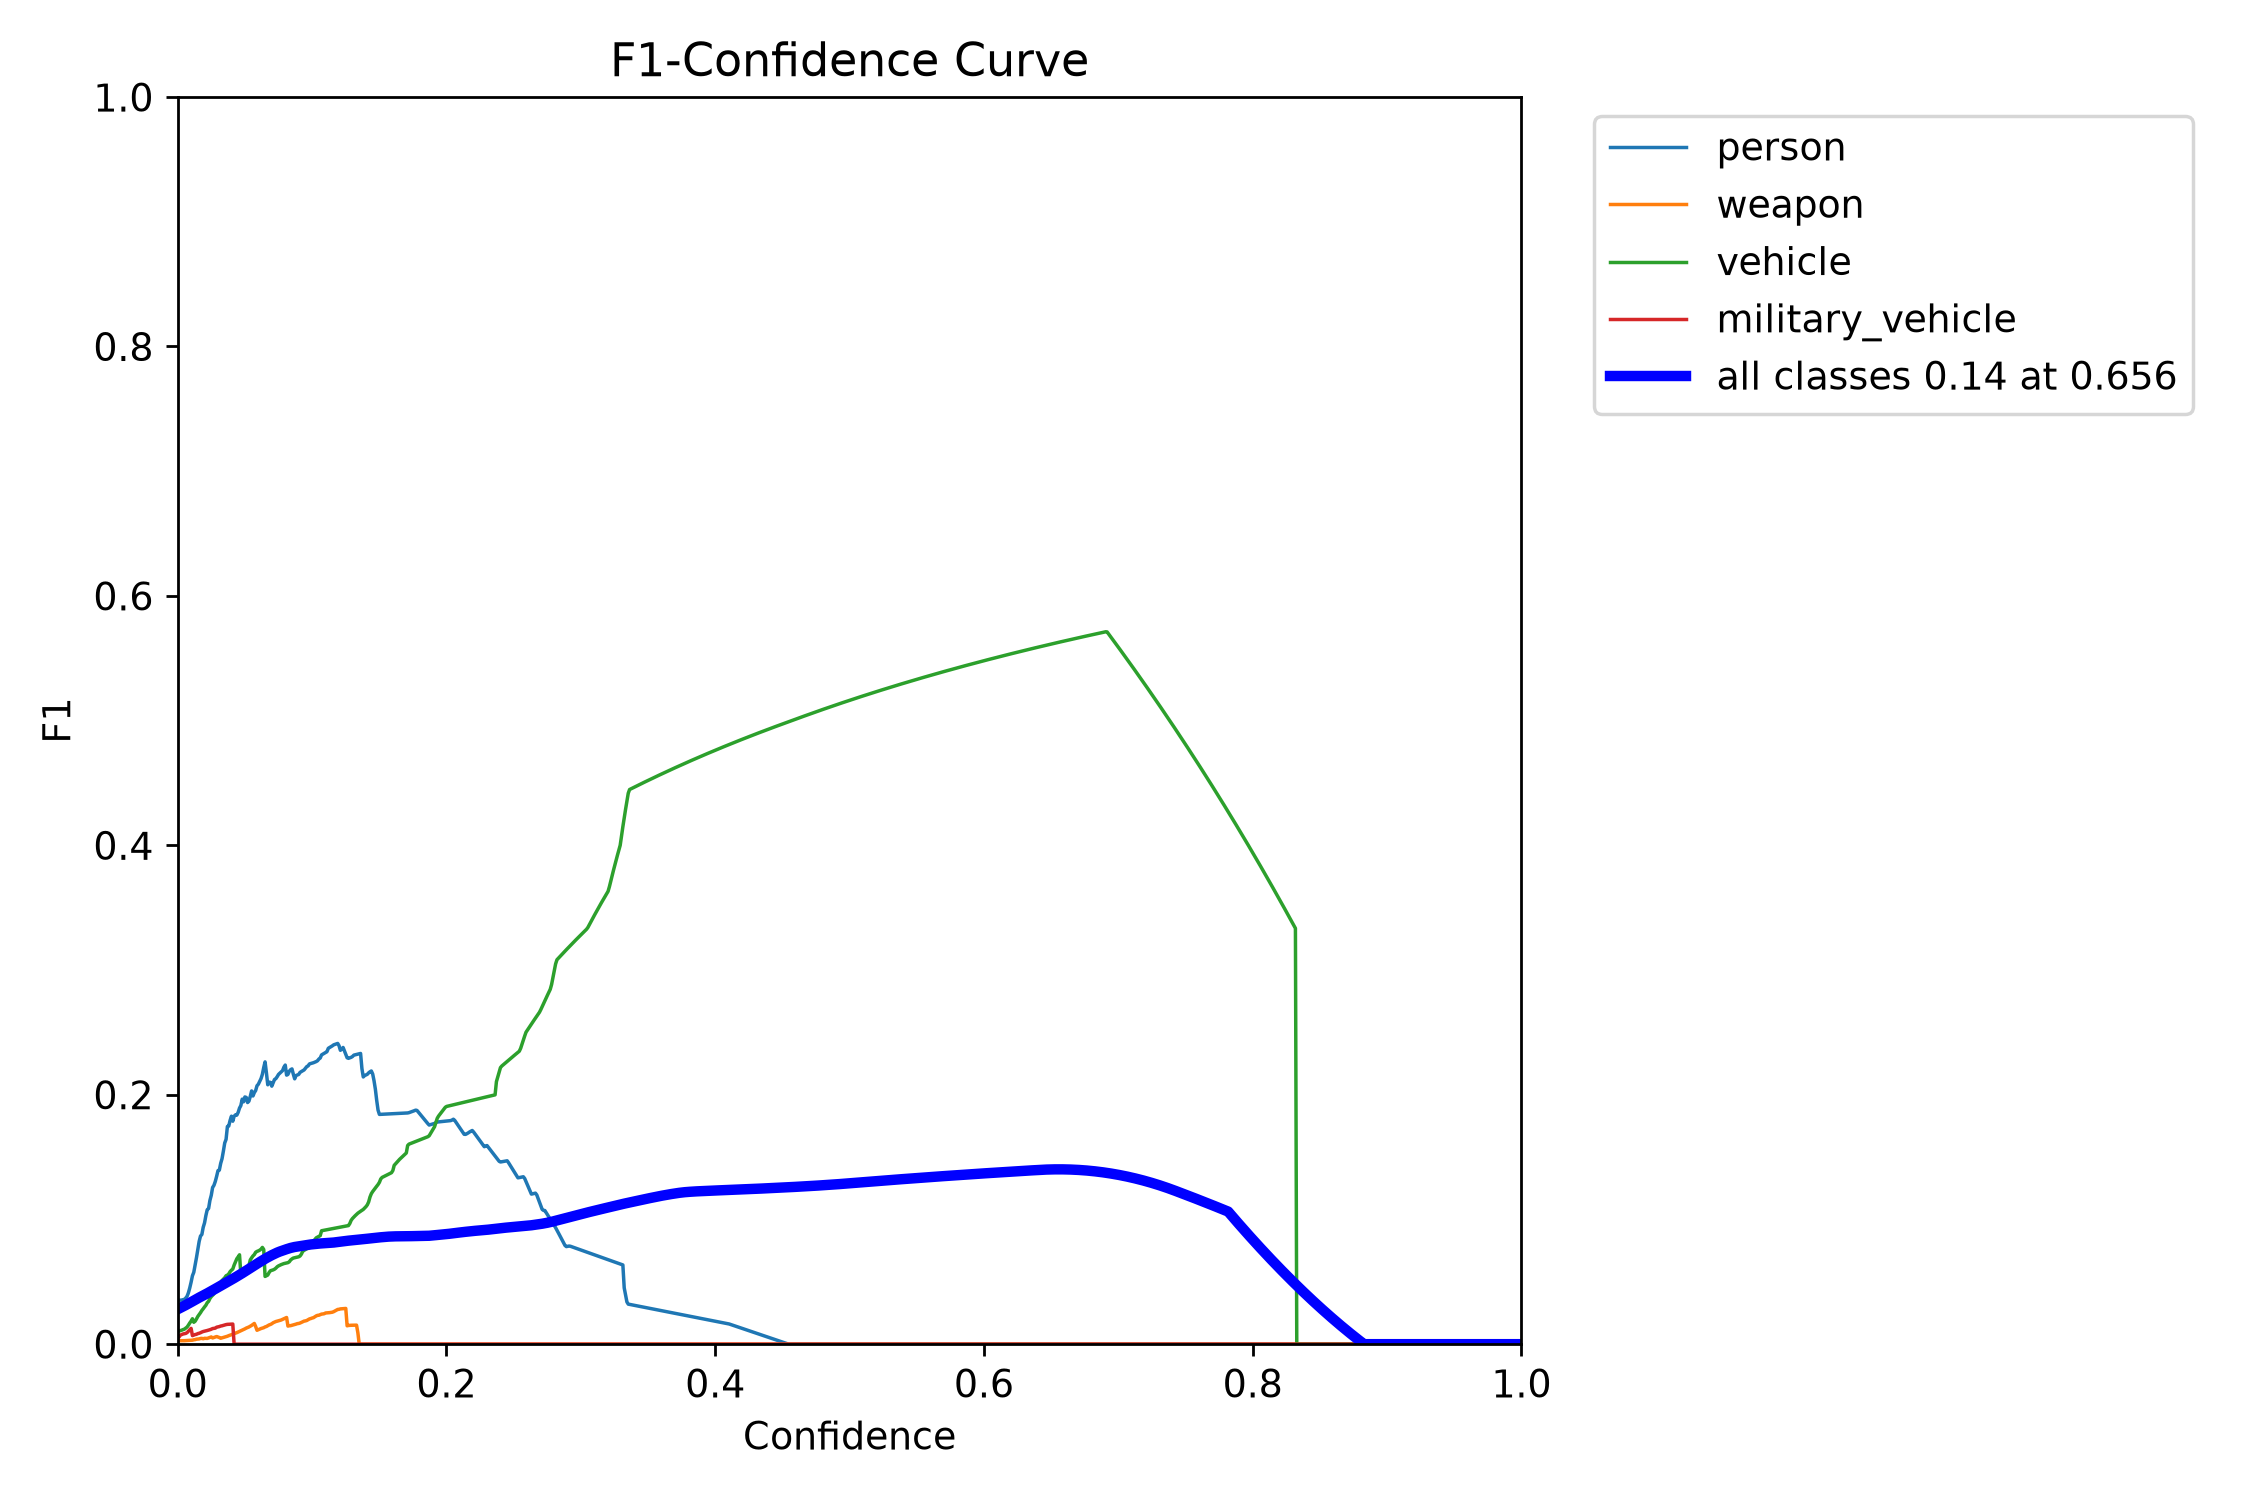 F1-Confidence Curve
1.0
0.8
0.6
0.4
0.2
0.0
F1
0.0 0.2 0.4 0.6 0.8 1.0
Confidence
person
weapon
vehicle
military_vehicle
all classes 0.14 at 0.656